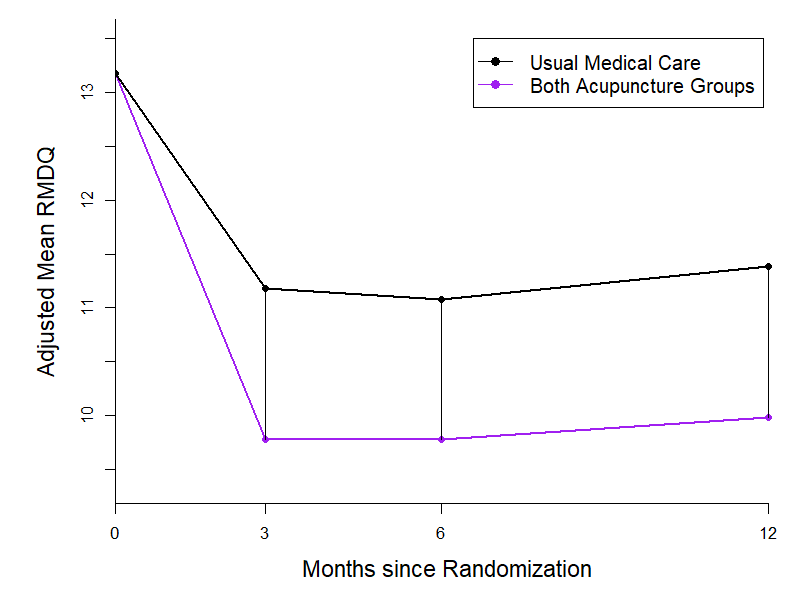 Usual Medical Care
Both Acupuncture Groups
Adjusted Mean RMDQ
13
12
11
10
0 3 6 12
Months since Randomization